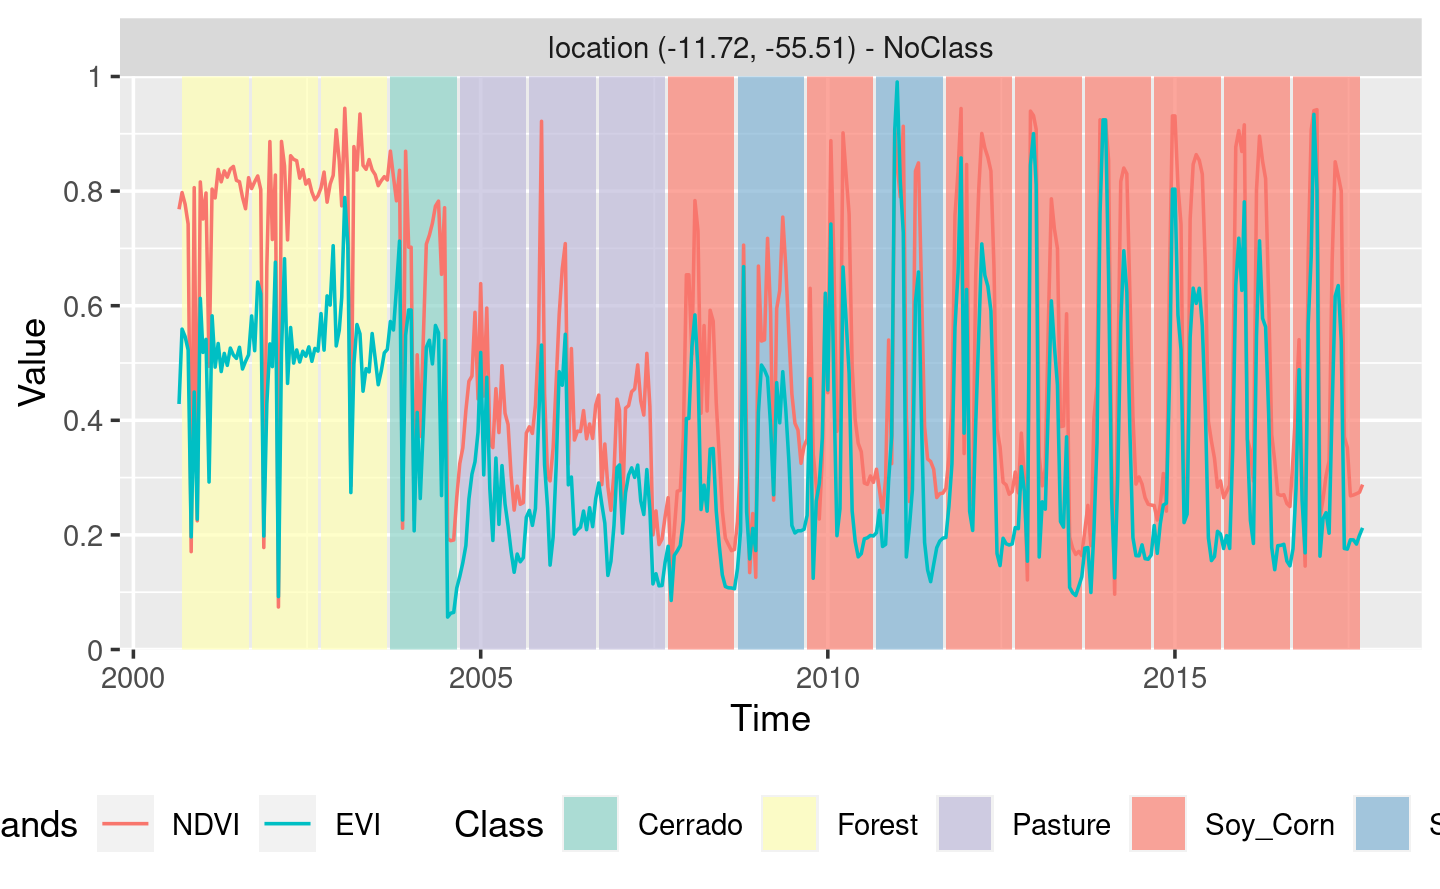 location (-11.72, -55.51) - NoClass
Value
1
0.8
0.6
0.4
0.2
0
2000 2005 2010 2015
Time
ands NDVI EVI Class Cerrado Forest Pasture Soy_Corn